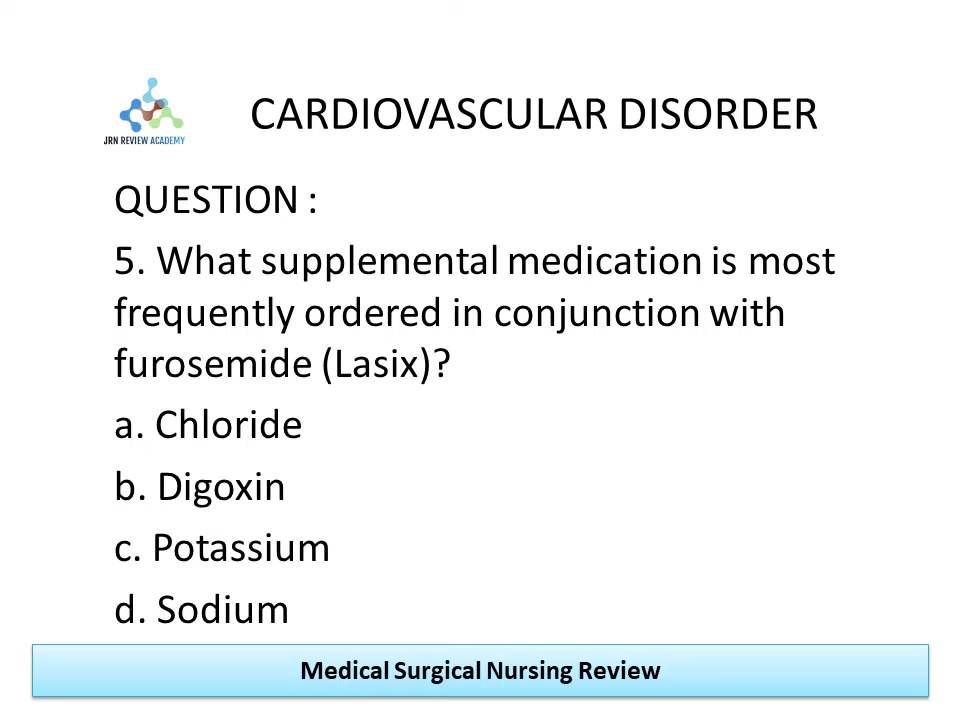 JRN REVIEW ACADEMY
CARDIOVASCULAR DISORDER
QUESTION :
5. What supplemental medication is most
frequently ordered in conjunction with
furosemide (Lasix)?
a. Chloride
b. Digoxin
c. Potassium
d. Sodium
Medical Surgical Nursing Review